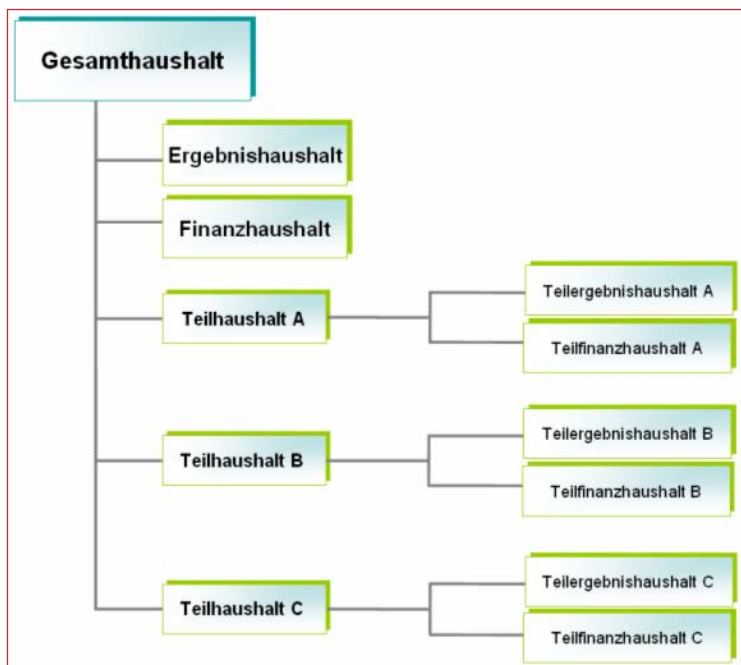 Gesamthaushalt
Ergebnishaushalt
Finanzhaushalt
Teilhaushalt A
Teilergebnishaushalt A
Teilfinanzhaushalt A
Teilhaushalt B
Teilergebnishaushalt B
Teilfinanzhaushalt B
Teilhaushalt C
Teilergebnishaushalt C
Teilfinanzhaushalt C